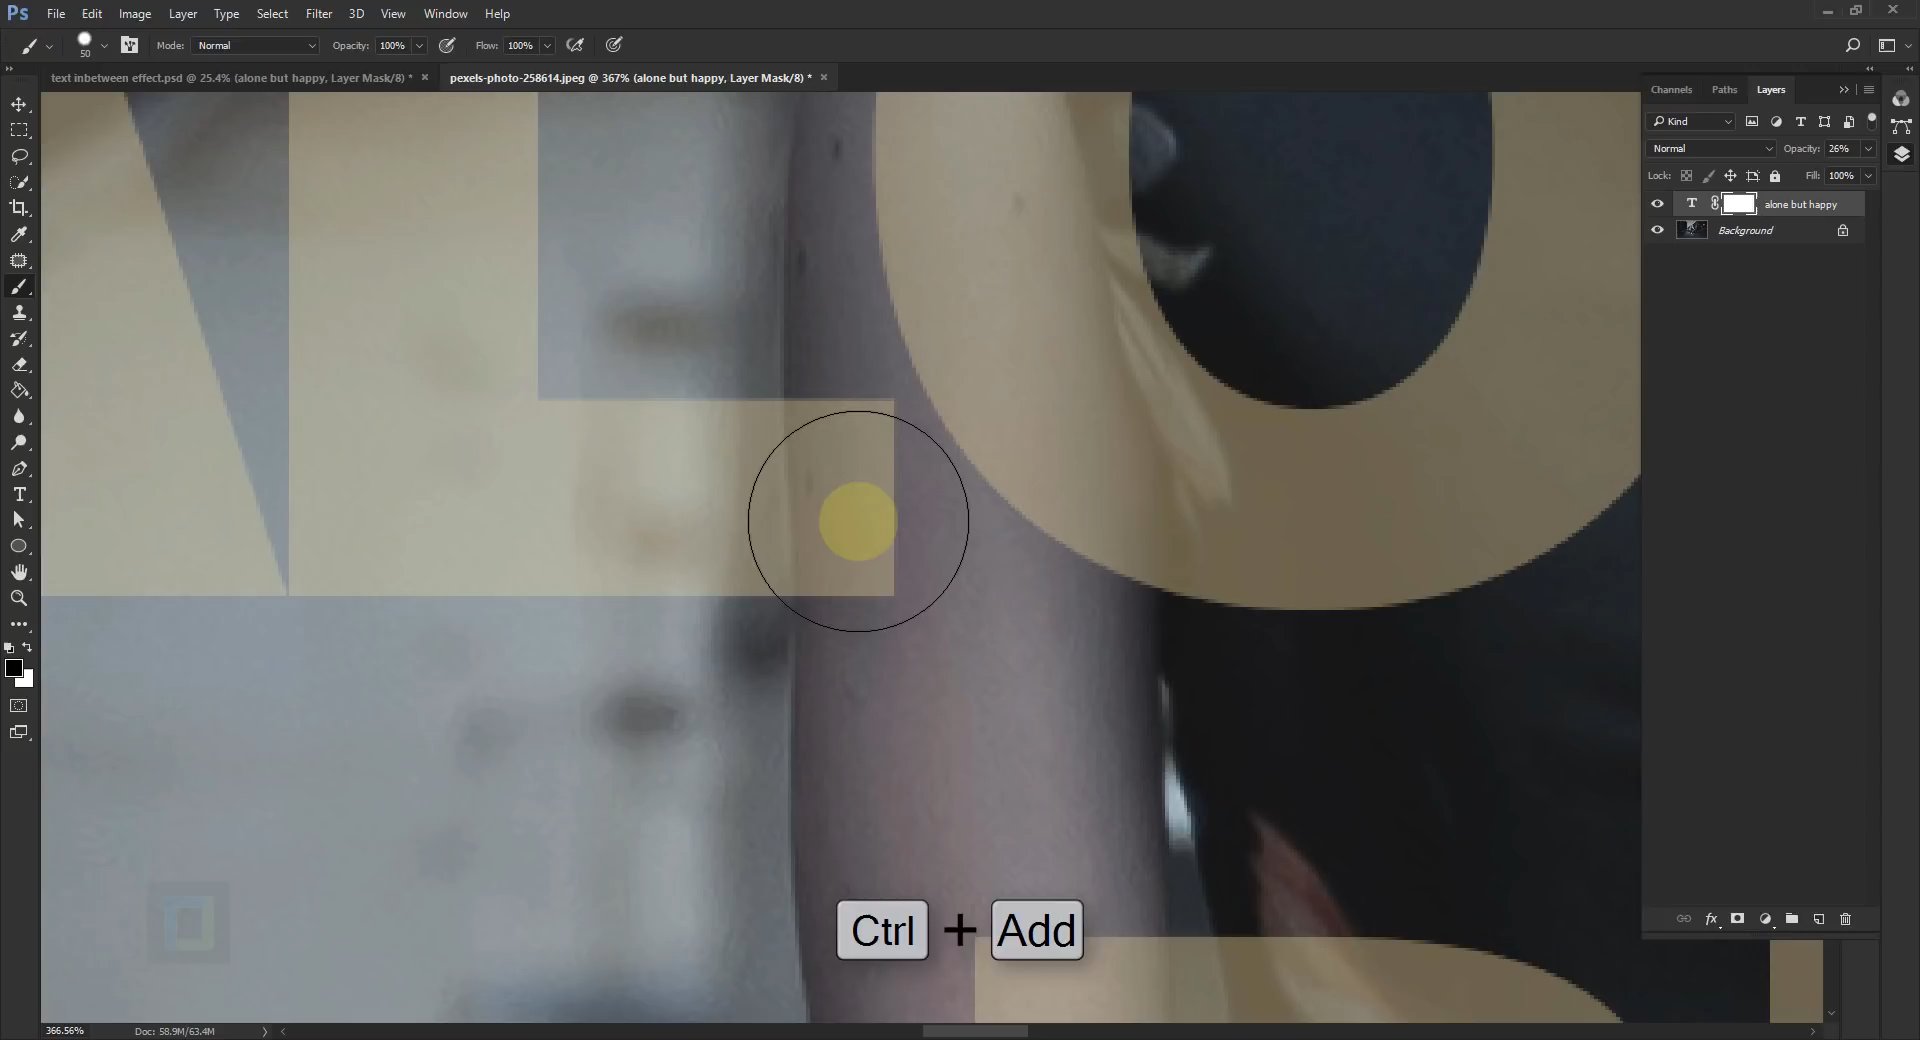 Ps File Edit Image Layer Type Select Filter 3D View Window Help
50 Mode: Normal Opacity: 100% Flow: 100%
text inbetween effect.psd @ 25.4% (alone but happy, Layer Mask/8) * × pexels-photo-258614.jpeg @ 367% (alone but happy, Layer Mask/8) * ×
Channels Paths Layers
Kind
Normal Opacity: 26%
Lock: Fill: 100%
T alone but happy
Background
fx
Ctrl + Add
366.56% Doc: 58.9M/63.4M